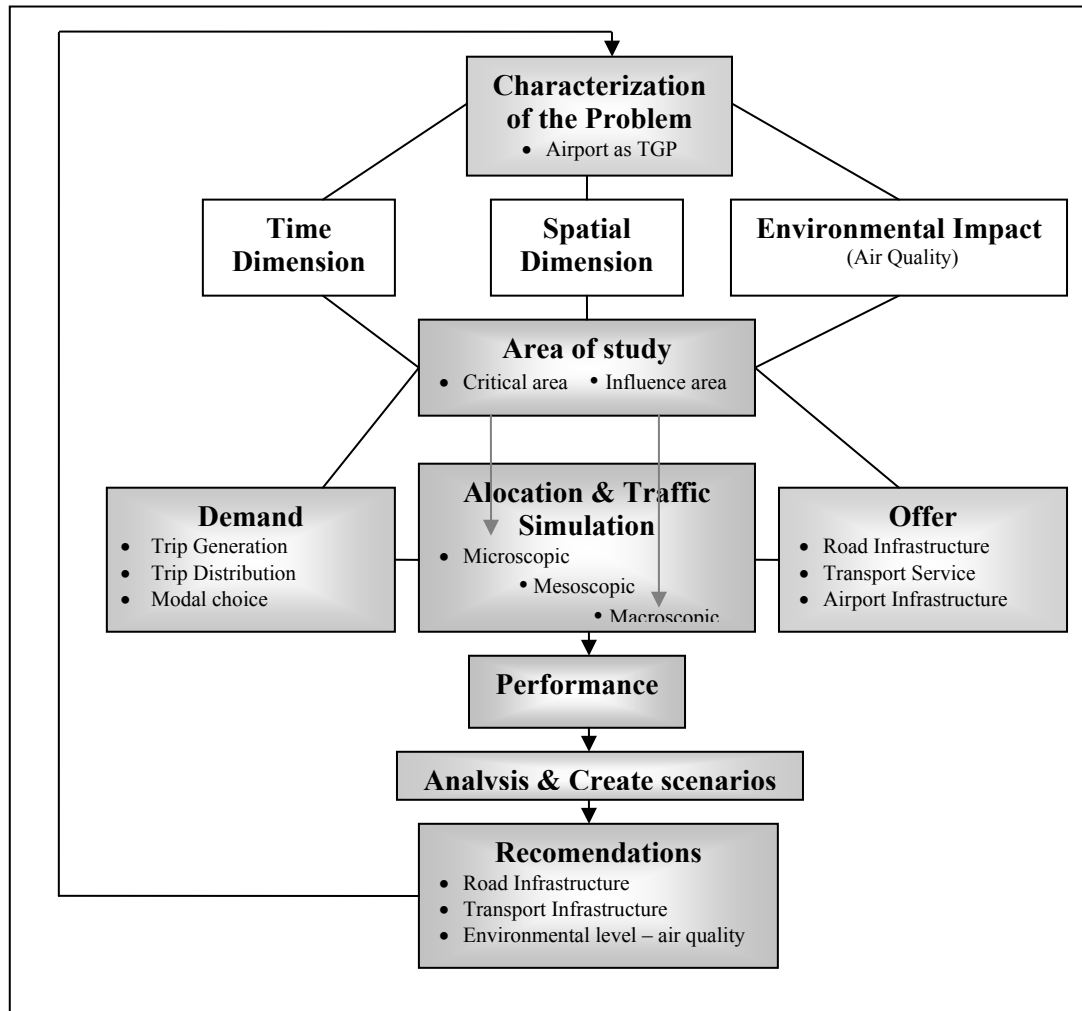 Characterization
of the Problem
• Airport as TGP
Time
Dimension
Spatial
Dimension
Environmental Impact
(Air Quality)
Area of study
• Critical area • Influence area
Demand
• Trip Generation
• Trip Distribution
• Modal choice
Alocation & Traffic
Simulation
• Microscopic
• Mesoscopic
• Macroscopic
Offer
• Road Infrastructure
• Transport Service
• Airport Infrastructure
Performance
Analysis & Create scenarios
Recomendations
• Road Infrastructure
• Transport Infrastructure
• Environmental level – air quality